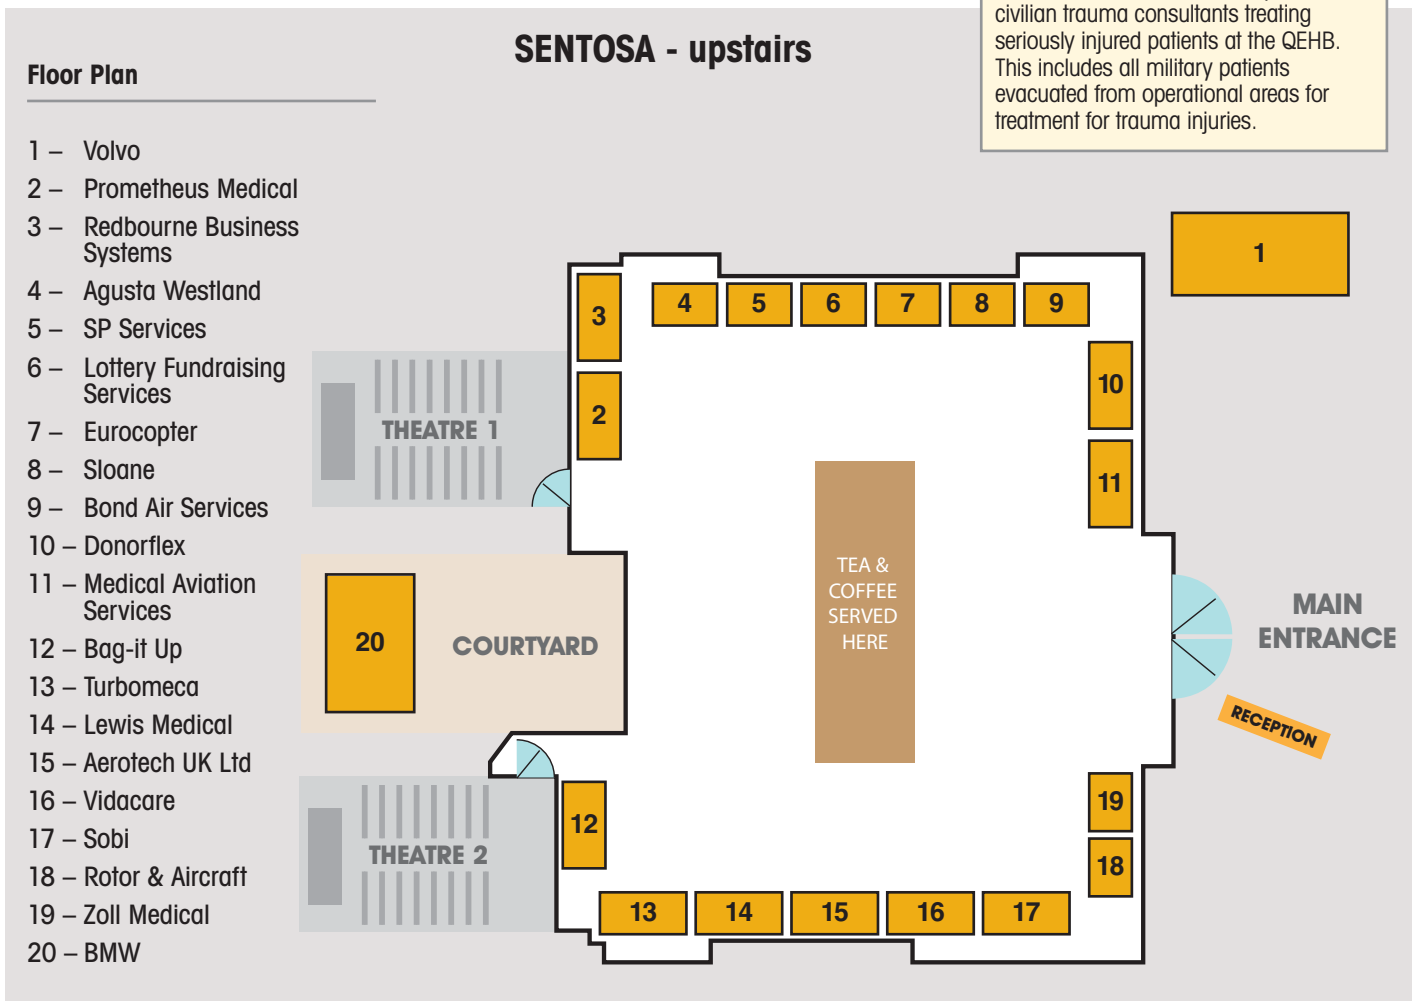 civilian trauma consultants treating
seriously injured patients at the QEHB.
This includes all military patients
evacuated from operational areas for
treatment for trauma injuries.
SENTOSA - upstairs
Floor Plan
1 – Volvo
2 – Prometheus Medical
3 – Redbourne Business
Systems
4 – Agusta Westland
5 – SP Services
6 – Lottery Fundraising
Services
7 – Eurocopter
8 – Sloane
9 – Bond Air Services
10 – Donorflex
11 – Medical Aviation
Services
12 – Bag-it Up
13 – Turbomeca
14 – Lewis Medical
15 – Aerotech UK Ltd
16 – Vidacare
17 – Sobi
18 – Rotor & Aircraft
19 – Zoll Medical
20 – BMW
1
3
4
5
6
7
8
9
2
10
11
THEATRE 1
TEA &
COFFEE
SERVED
HERE
20
COURTYARD
MAIN
ENTRANCE
RECEPTION
12
19
18
THEATRE 2
13
14
15
16
17